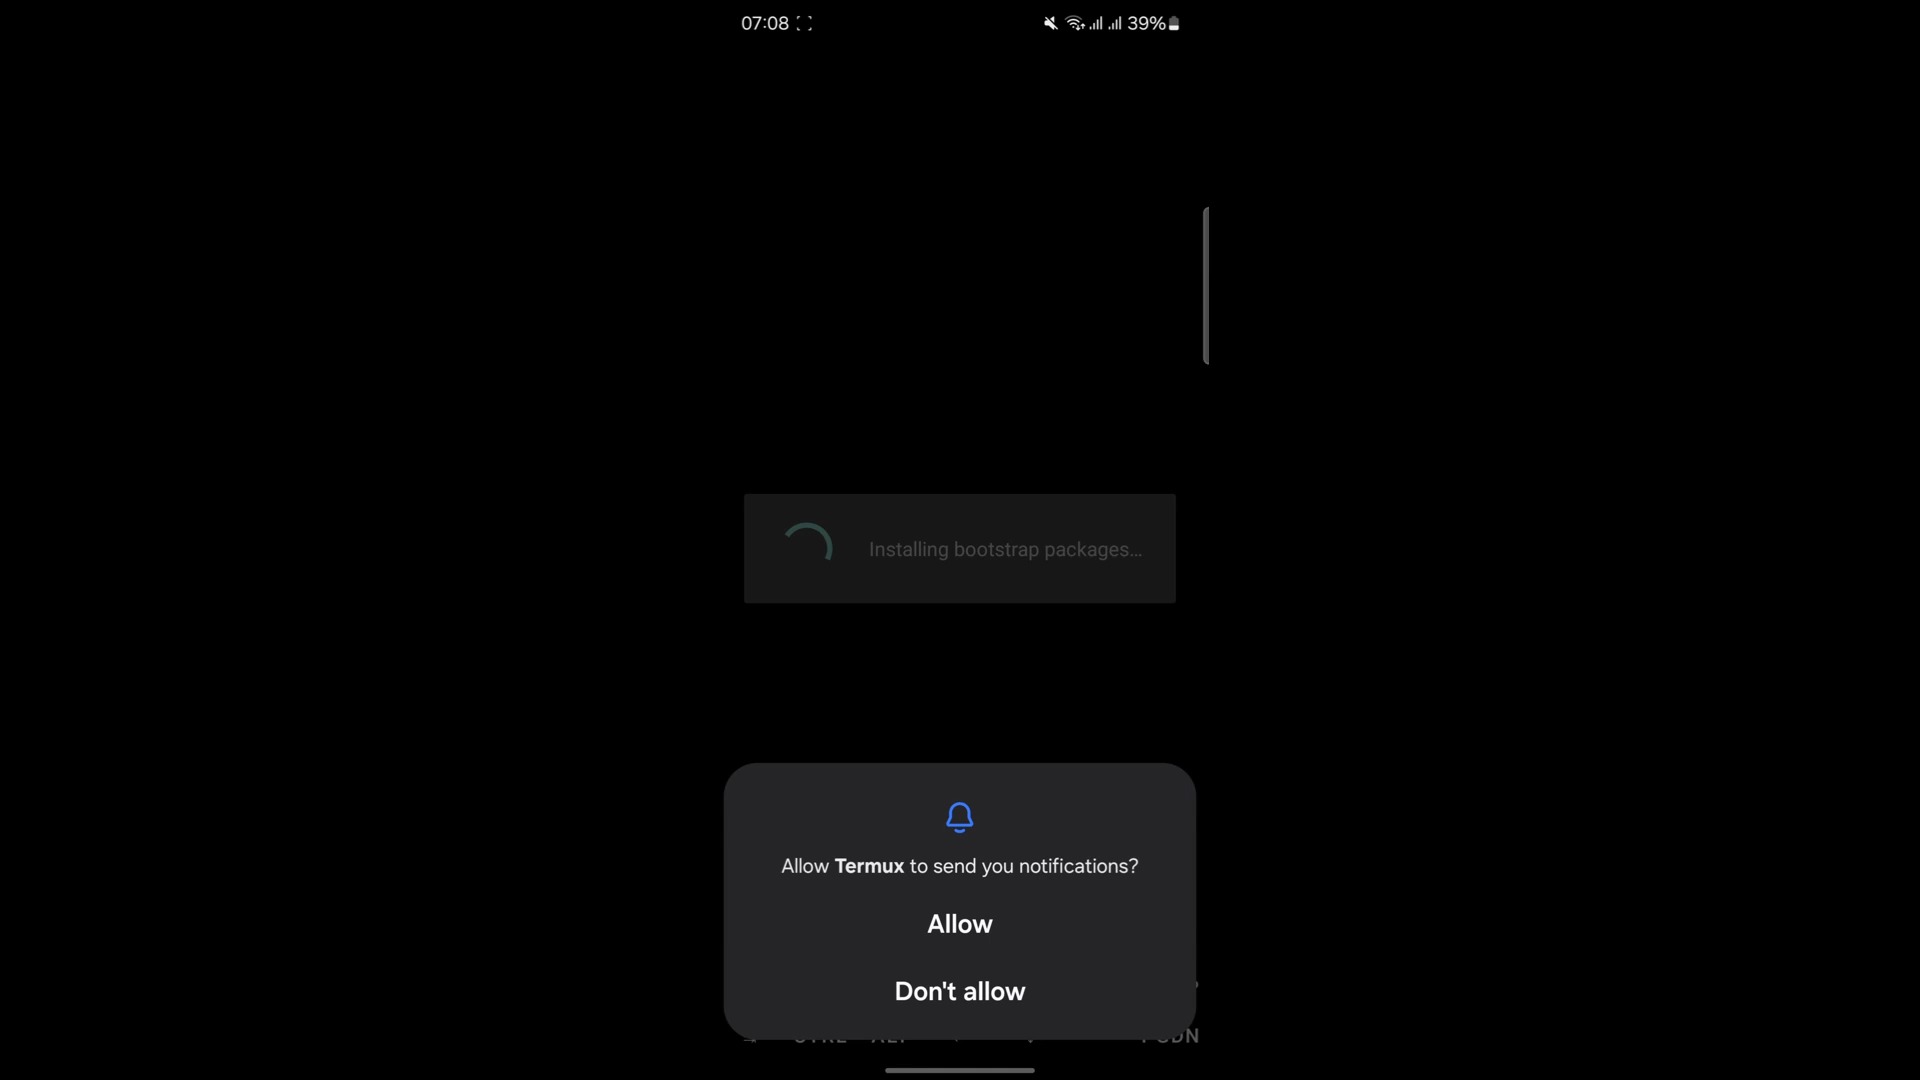 07:08 39%
Installing bootstrap packages...
Allow Termux to send you notifications?
Allow
Don't allow